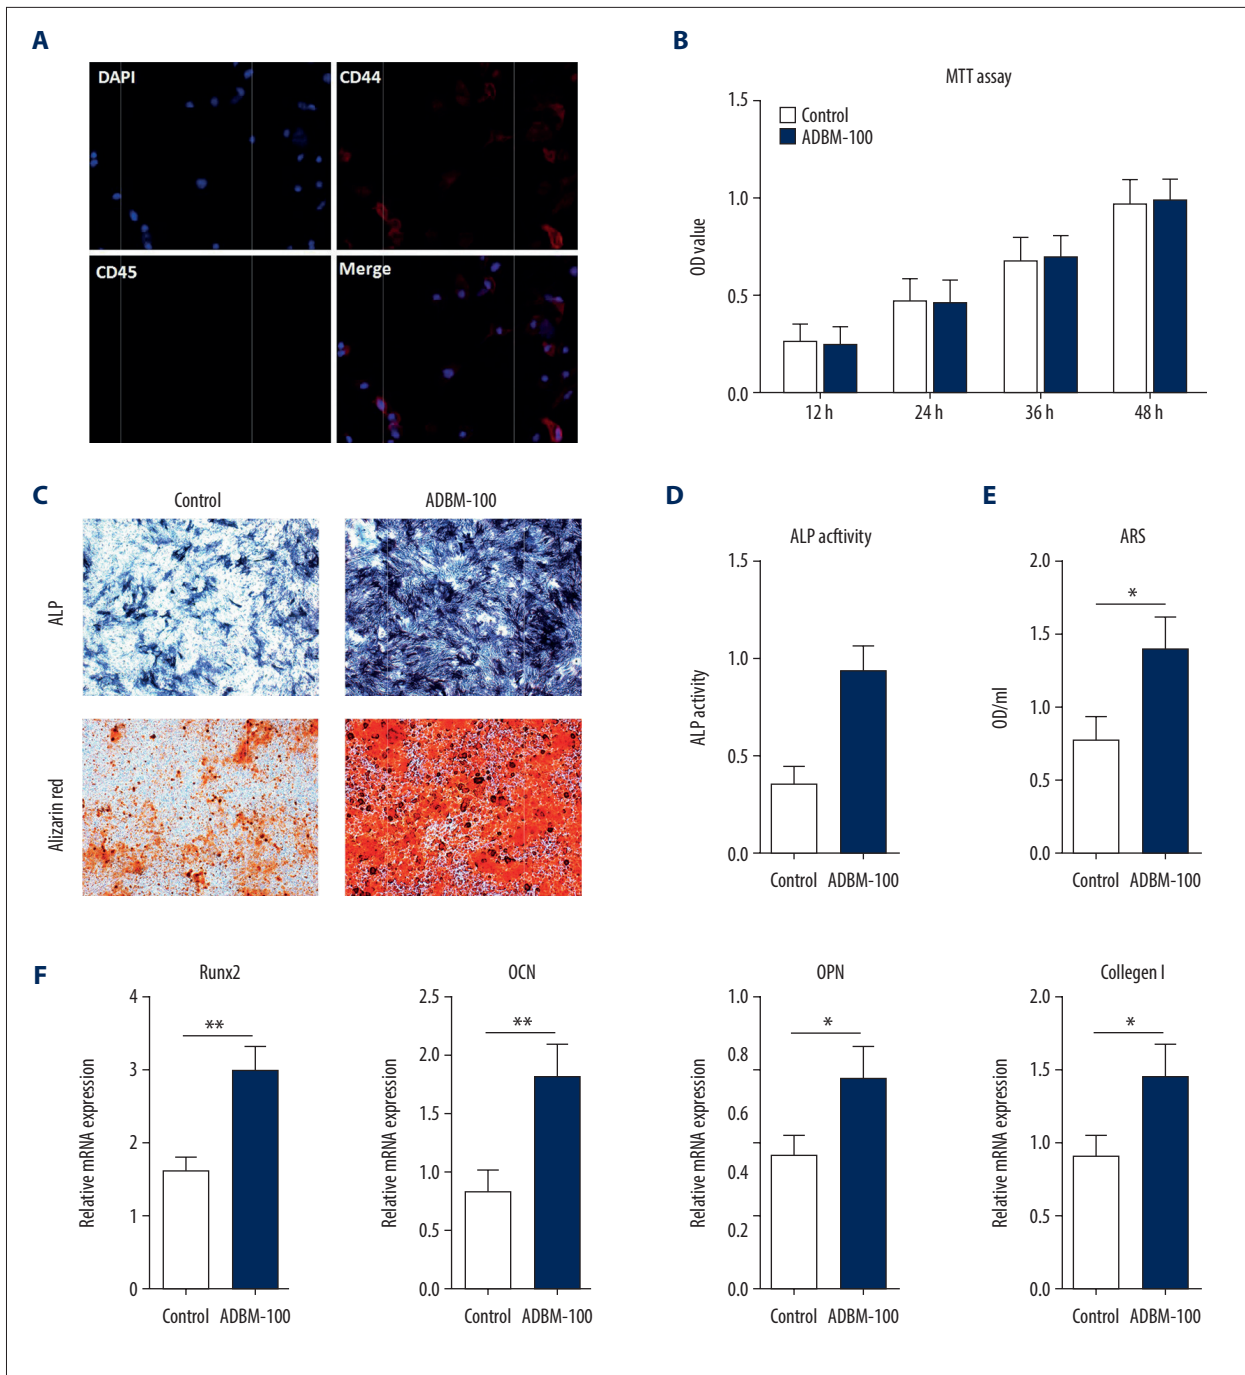 A
DAPI
CD44
CD45
Merge
B
MTT assay
Control
ADBM-100
OD value
1.5
1.0
0.5
0.0
12 h
24 h
36 h
48 h
C
Control
ADBM-100
ALP
Alizarin red
D
ALP acftivity
ALP activity
1.5
1.0
0.5
0.0
Control
ADBM-100
E
ARS
OD/ml
2.0
1.5
1.0
0.5
0.0
*
Control
ADBM-100
F
Runx2
Relative mRNA expression
4
3
2
1
0
**
Control
ADBM-100
OCN
Relative mRNA expression
2.5
2.0
1.5
1.0
0.5
0.0
**
Control
ADBM-100
OPN
Relative mRNA expression
1.0
0.8
0.6
0.4
0.2
0.0
*
Control
ADBM-100
Collegen I
Relative mRNA expression
2.0
1.5
1.0
0.5
0.0
*
Control
ADBM-100